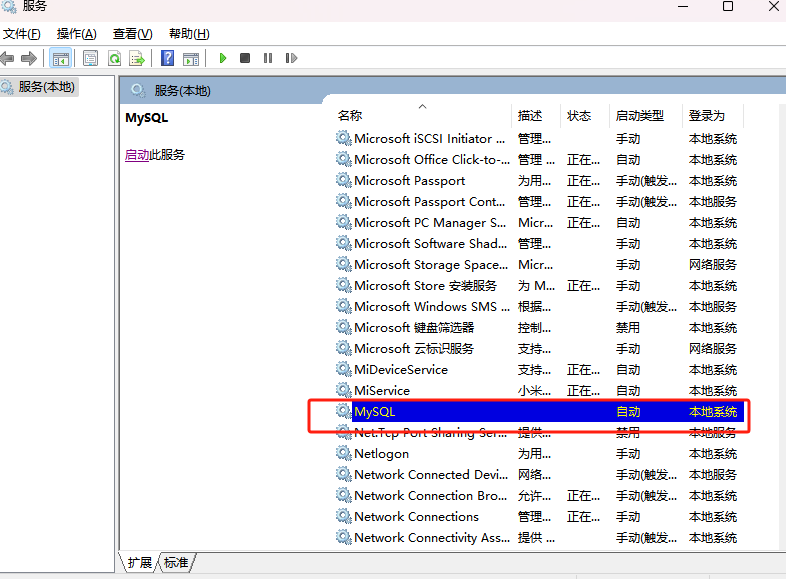 服务
文件(F) 操作(A) 查看(V) 帮助(H)
服务(本地)
服务(本地)
MySQL
启动此服务
名称 描述 状态 启动类型 登录为
Microsoft iSCSI Initiator ... 管理... 手动 本地系统
Microsoft Office Click-to-... 管理 ... 正在... 自动 本地系统
Microsoft Passport 为用... 正在... 手动(触发... 本地系统
Microsoft Passport Cont... 管理... 正在... 手动(触发... 本地服务
Microsoft PC Manager S... Micr... 正在... 自动 本地系统
Microsoft Software Shad... 管理... 手动 本地系统
Microsoft Storage Space... Micr... 手动 网络服务
Microsoft Store 安装服务 为 M... 正在... 手动 本地系统
Microsoft Windows SMS ... 根据... 手动(触发... 本地服务
Microsoft 键盘筛选器 控制... 禁用 本地系统
Microsoft 云标识服务 支持... 手动 网络服务
MiDeviceService 支持... 正在... 自动 本地系统
MiService 小米... 正在... 自动 本地系统
MySQL 自动 本地系统
Net.Tcp Port Sharing Ser... 提供... 禁用 本地服务
Netlogon 为用... 手动 本地系统
Network Connected Devi... 网络... 手动(触发... 本地服务
Network Connection Bro... 允许... 正在... 手动(触发... 本地系统
Network Connections 管理... 正在... 手动 本地系统
Network Connectivity Ass... 提供 ... 手动(触发... 本地系统
扩展 标准